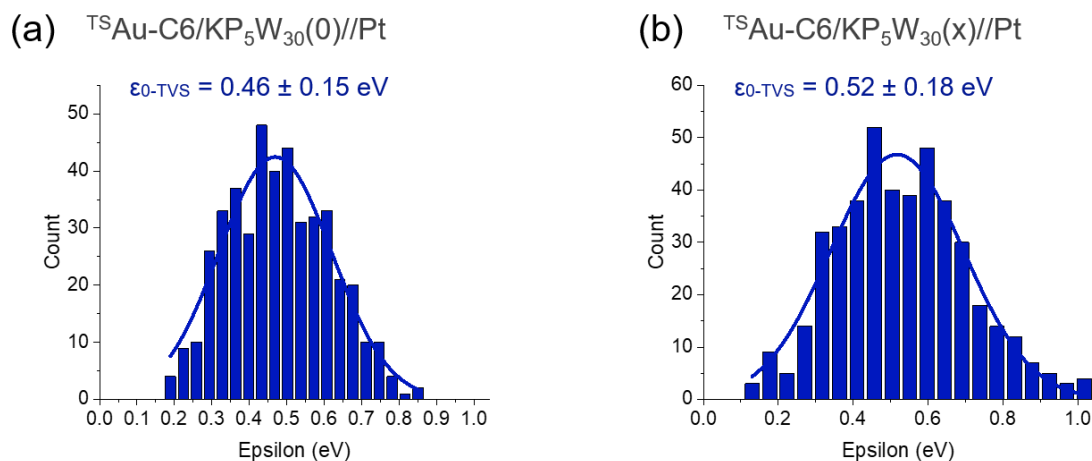 (a) ᵀˢAu-C6/KP₅W₃₀(0)//Pt
ε₀₋TVS = 0.46 ± 0.15 eV
50
40
30
20
10
0
Count
0.0 0.1 0.2 0.3 0.4 0.5 0.6 0.7 0.8 0.9 1.0
Epsilon (eV)
(b) ᵀˢAu-C6/KP₅W₃₀(x)//Pt
ε₀₋TVS = 0.52 ± 0.18 eV
60
50
40
30
20
10
0
Count
0.0 0.2 0.4 0.6 0.8 1.0
Epsilon (eV)